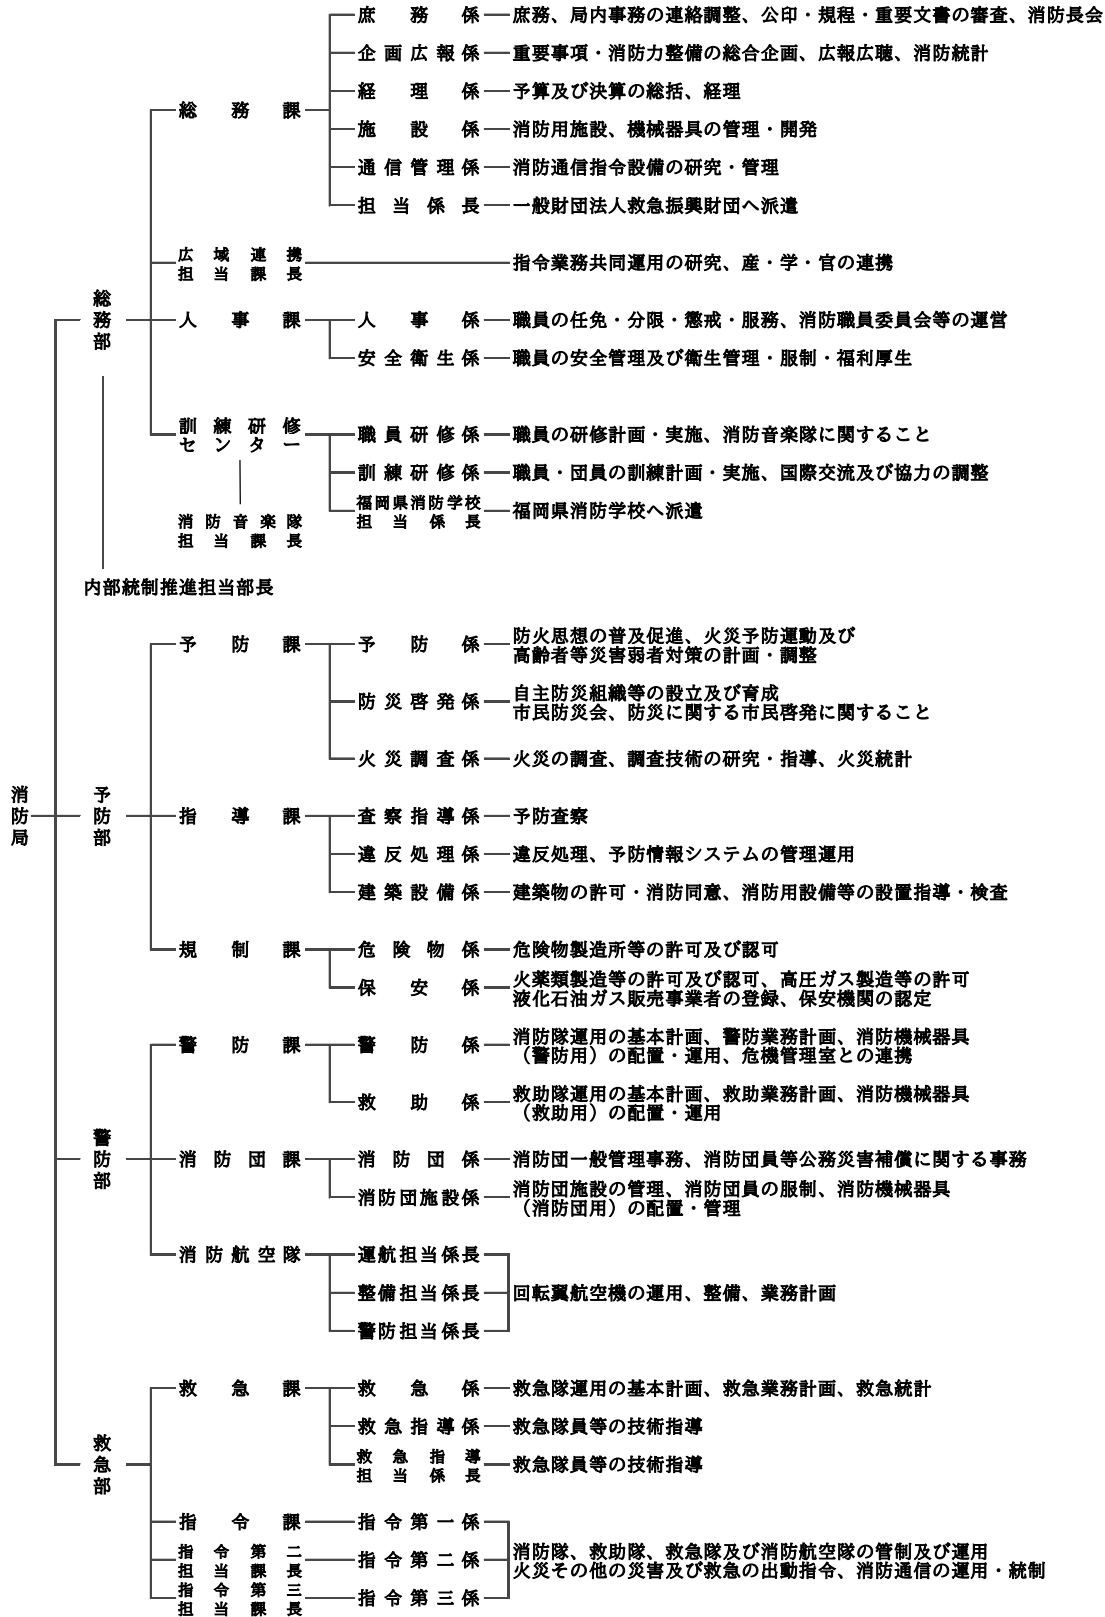 消防局
総務部
総務課
庶務係 庶務、局内事務の連絡調整、公印・規程・重要文書の審査、消防長会
企画広報係 重要事項・消防力整備の総合企画、広報広聴、消防統計
経理係 予算及び決算の総括、経理
施設係 消防用施設、機械器具の管理・開発
通信管理係 消防通信指令設備の研究・管理
担当係長 一般財団法人救急振興財団へ派遣
広域連携
担当課長
指令業務共同運用の研究、産・学・官の連携
人事課
人事係 職員の任免・分限・懲戒・服務、消防職員委員会等の運営
安全衛生係 職員の安全管理及び衛生管理・服制・福利厚生
訓練研修
センター
職員研修係 職員の研修計画・実施、消防音楽隊に関すること
訓練研修係 職員・団員の訓練計画・実施、国際交流及び協力の調整
福岡県消防学校
担当係長
福岡県消防学校へ派遣
消防音楽隊
担当課長
内部統制推進担当部長
予防部
予防課
予防係
防火思想の普及促進、火災予防運動及び
高齢者等災害弱者対策の計画・調整
防災啓発係
自主防災組織等の設立及び育成
市民防災会、防災に関する市民啓発に関すること
火災調査係 火災の調査、調査技術の研究・指導、火災統計
指導課
査察指導係 予防査察
違反処理係 違反処理、予防情報システムの管理運用
建築設備係 建築物の許可・消防同意、消防用設備等の設置指導・検査
規制課
危険物係 危険物製造所等の許可及び認可
保安係
火薬類製造等の許可及び認可、高圧ガス製造等の許可
液化石油ガス販売事業者の登録、保安機関の認定
警防部
警防課
警防係
消防隊運用の基本計画、警防業務計画、消防機械器具
（警防用）の配置・運用、危機管理室との連携
救助係
救助隊運用の基本計画、救助業務計画、消防機械器具
（救助用）の配置・運用
消防団課
消防団係 消防団一般管理事務、消防団員等公務災害補償に関する事務
消防団施設係
消防団施設の管理、消防団員の服制、消防機械器具
（消防団用）の配置・管理
消防航空隊
運航担当係長
整備担当係長
警防担当係長
回転翼航空機の運用、整備、業務計画
救急部
救急課
救急係 救急隊運用の基本計画、救急業務計画、救急統計
救急指導係 救急隊員等の技術指導
救急指導
担当係長
救急隊員等の技術指導
指令課 指令第一係
指令第二
担当課長
指令第二係
指令第三
担当課長
指令第三係
消防隊、救助隊、救急隊及び消防航空隊の管制及び運用
火災その他の災害及び救急の出動指令、消防通信の運用・統制